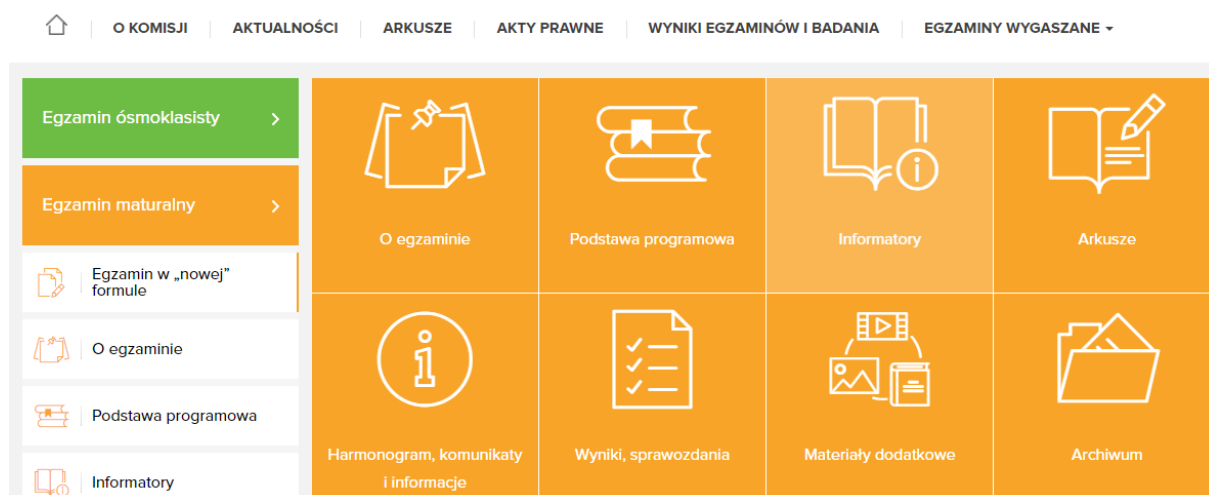 O KOMISJI
AKTUALNOŚCI
ARKUSZE
AKTY PRAWNE
WYNIKI EGZAMINÓW I BADANIA
EGZAMINY WYGASZANE
Egzamin ósmoklasisty
Egzamin maturalny
Egzamin w „nowej”
formule
O egzaminie
Podstawa programowa
Informatory
O egzaminie
Podstawa programowa
Informatory
Arkusze
Harmonogram, komunikaty
i informacje
Wyniki, sprawozdania
Materiały dodatkowe
Archiwum